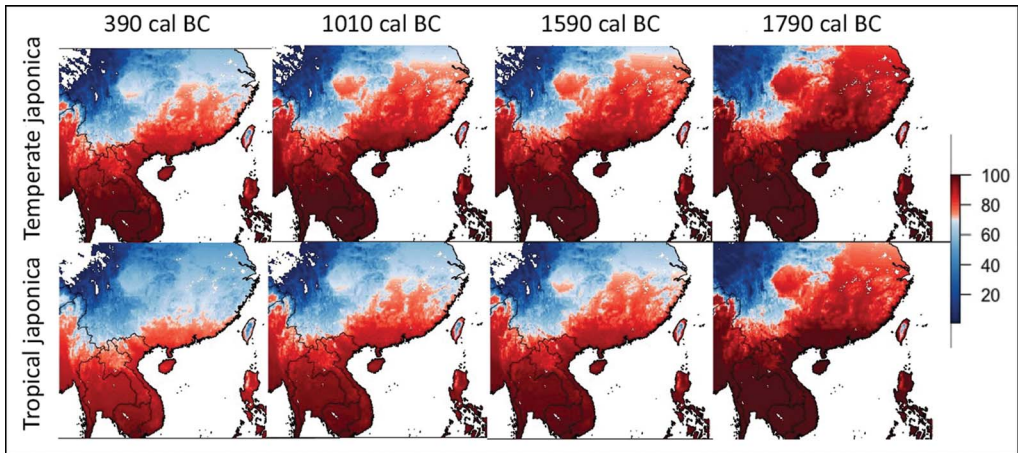 390 cal BC
1010 cal BC
1590 cal BC
1790 cal BC
Temperate japonica
Tropical japonica
100
80
60
40
20